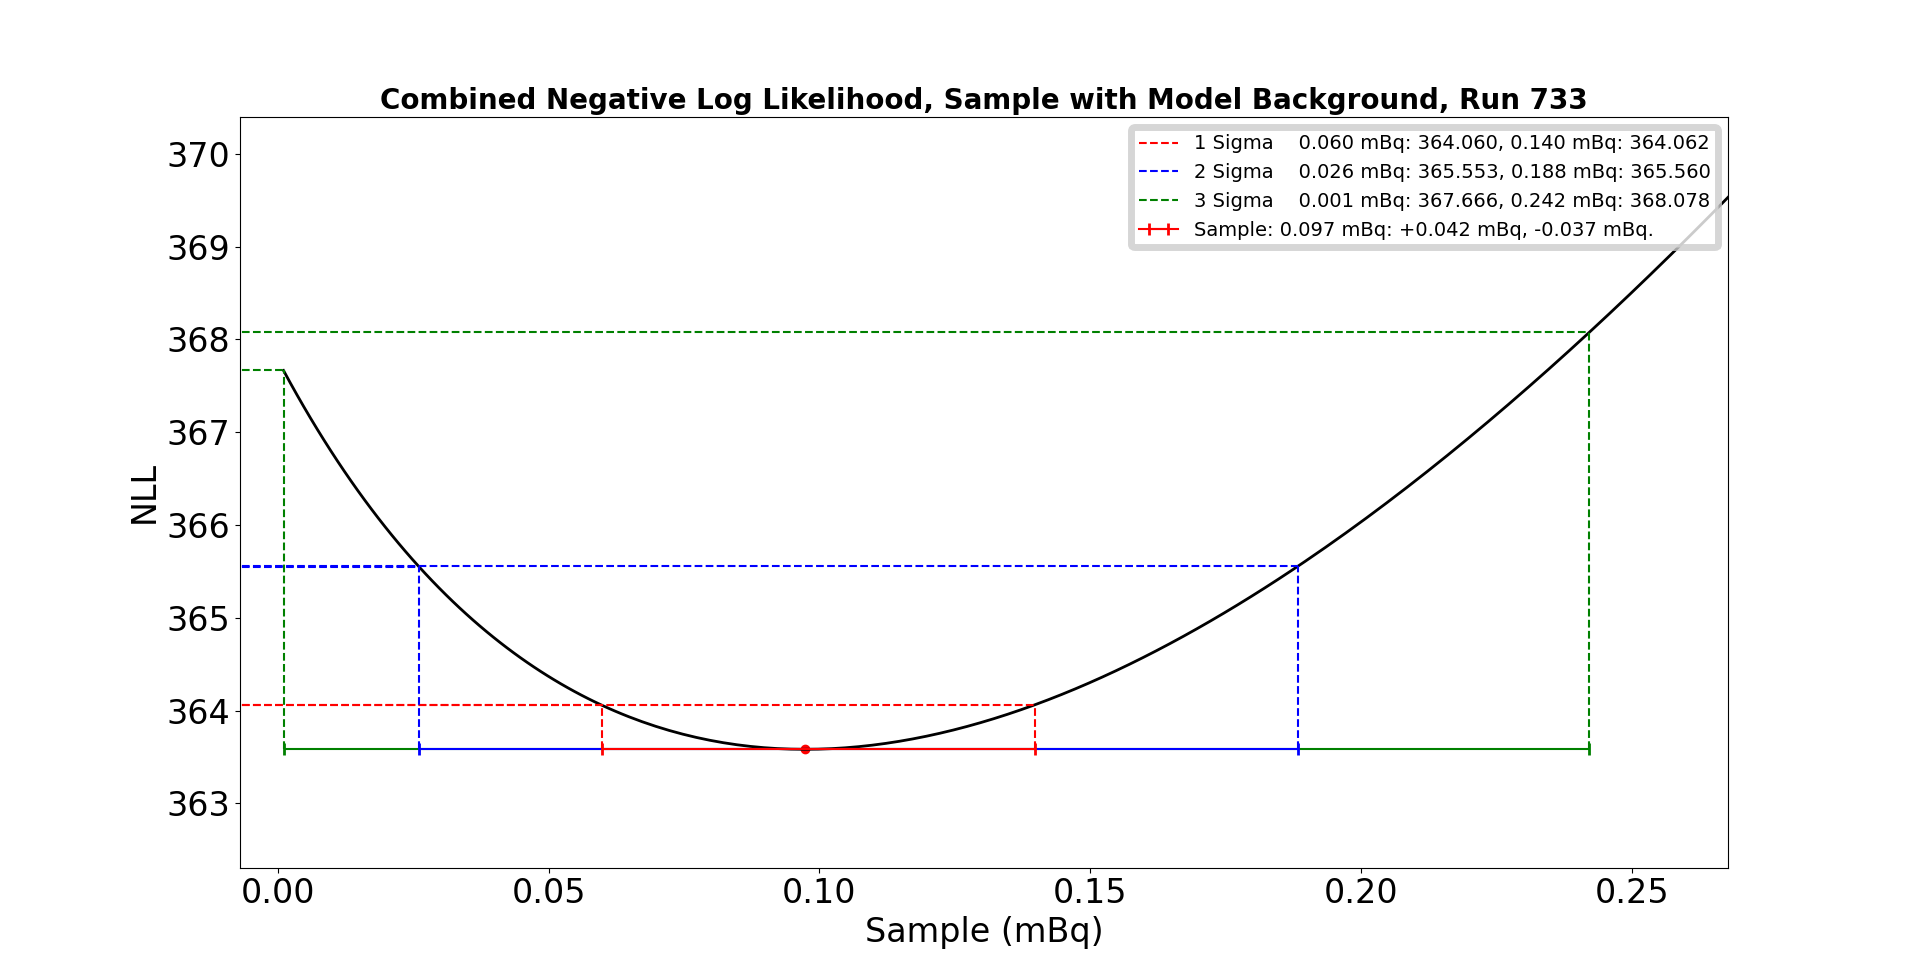 Combined Negative Log Likelihood, Sample with Model Background, Run 733
1 Sigma    0.060 mBq: 364.060, 0.140 mBq: 364.062
2 Sigma    0.026 mBq: 365.553, 0.188 mBq: 365.560
3 Sigma    0.001 mBq: 367.666, 0.242 mBq: 368.078
Sample: 0.097 mBq: +0.042 mBq, -0.037 mBq.
370
369
368
367
366
365
364
363
NLL
0.00 0.05 0.10 0.15 0.20 0.25
Sample (mBq)